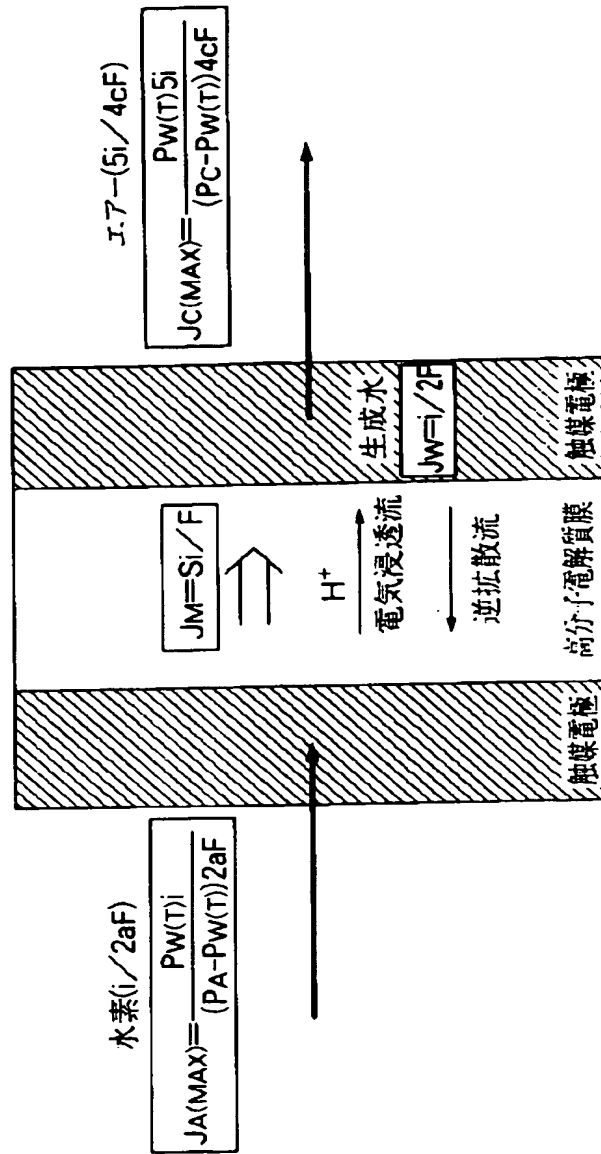 水素(i/2aF)
JA(MAX)=PW(T)i/(PA-PW(T))2aF
JM=Si/F
H+
電気浸透流
逆拡散流
生成水
JW=i/2F
エアー(5i/4cF)
JC(MAX)=PW(T)5i/(PC-PW(T))4cF
触媒電極
高分子電解質膜
触媒電極